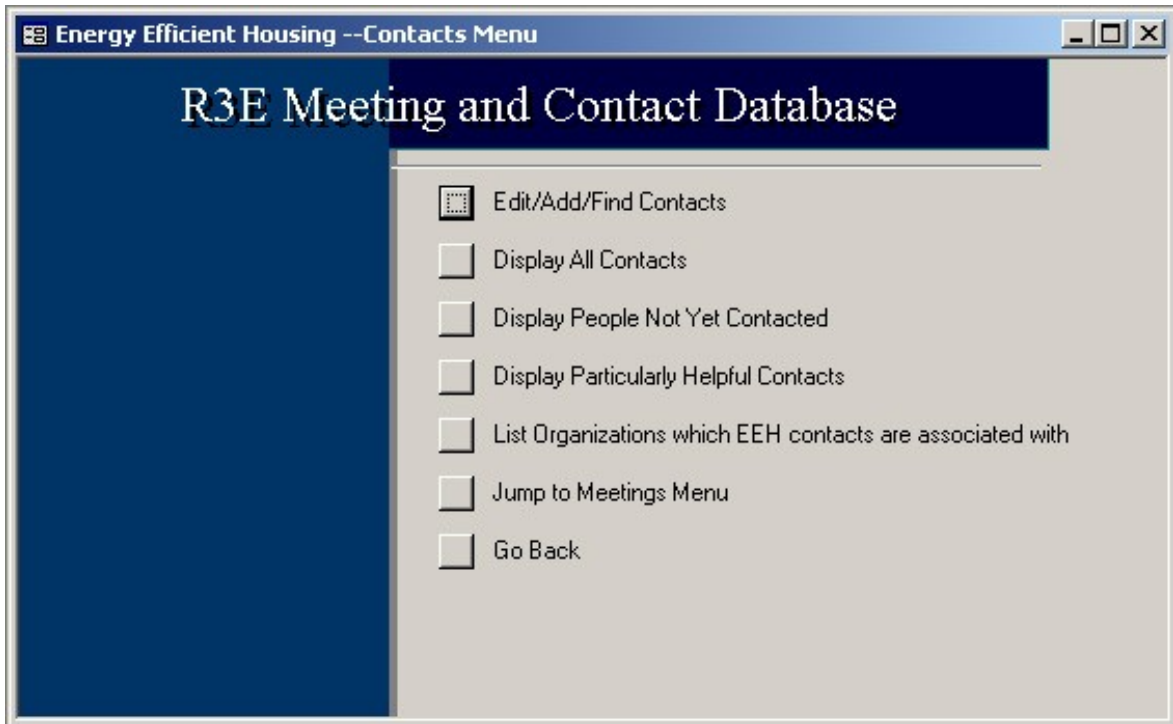 Energy Efficient Housing --Contacts Menu
R3E Meeting and Contact Database
Edit/Add/Find Contacts
Display All Contacts
Display People Not Yet Contacted
Display Particularly Helpful Contacts
List Organizations which EEH contacts are associated with
Jump to Meetings Menu
Go Back